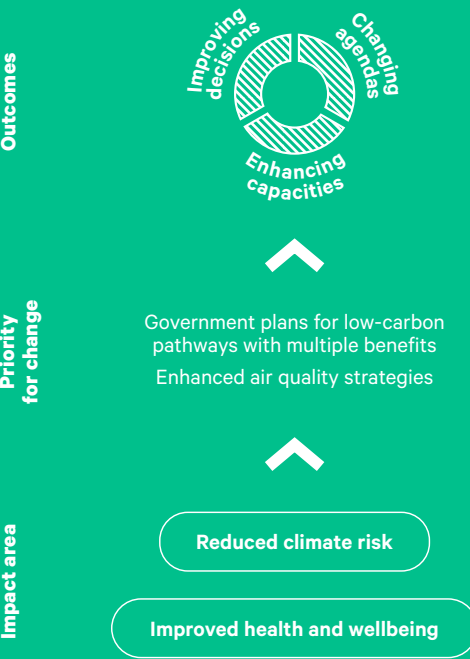 Outcomes
Improving
decisions
Changing
agendas
Enhancing
capacities
Priority
for change
Government plans for low-carbon
pathways with multiple benefits
Enhanced air quality strategies
Impact area
Reduced climate risk
Improved health and wellbeing